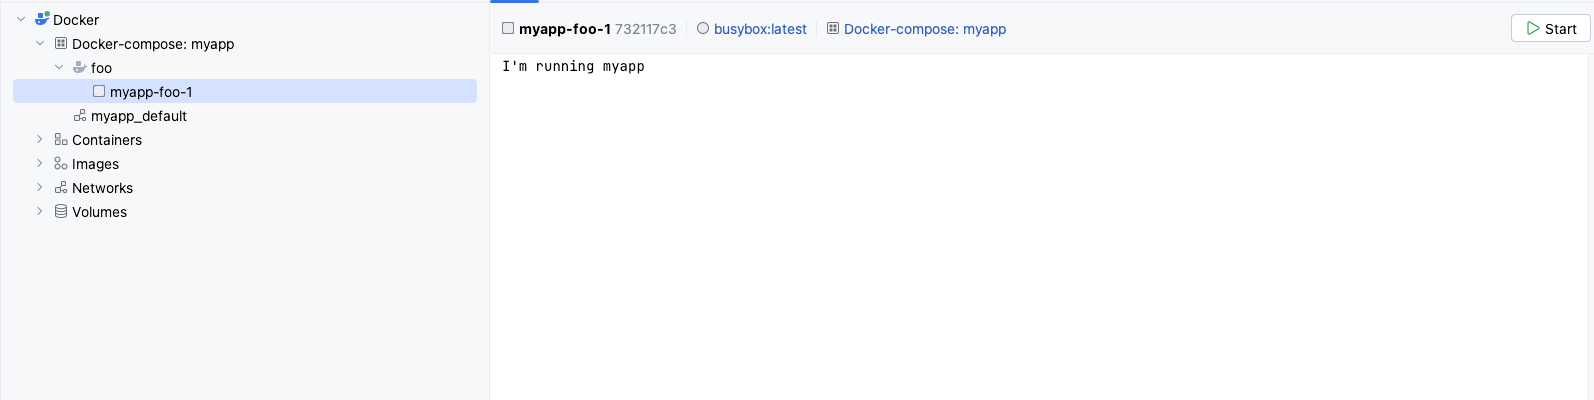 Docker
Docker-compose: myapp
foo
myapp-foo-1
myapp_default
Containers
Images
Networks
Volumes
myapp-foo-1 732117c3 busybox:latest Docker-compose: myapp Start
I'm running myapp